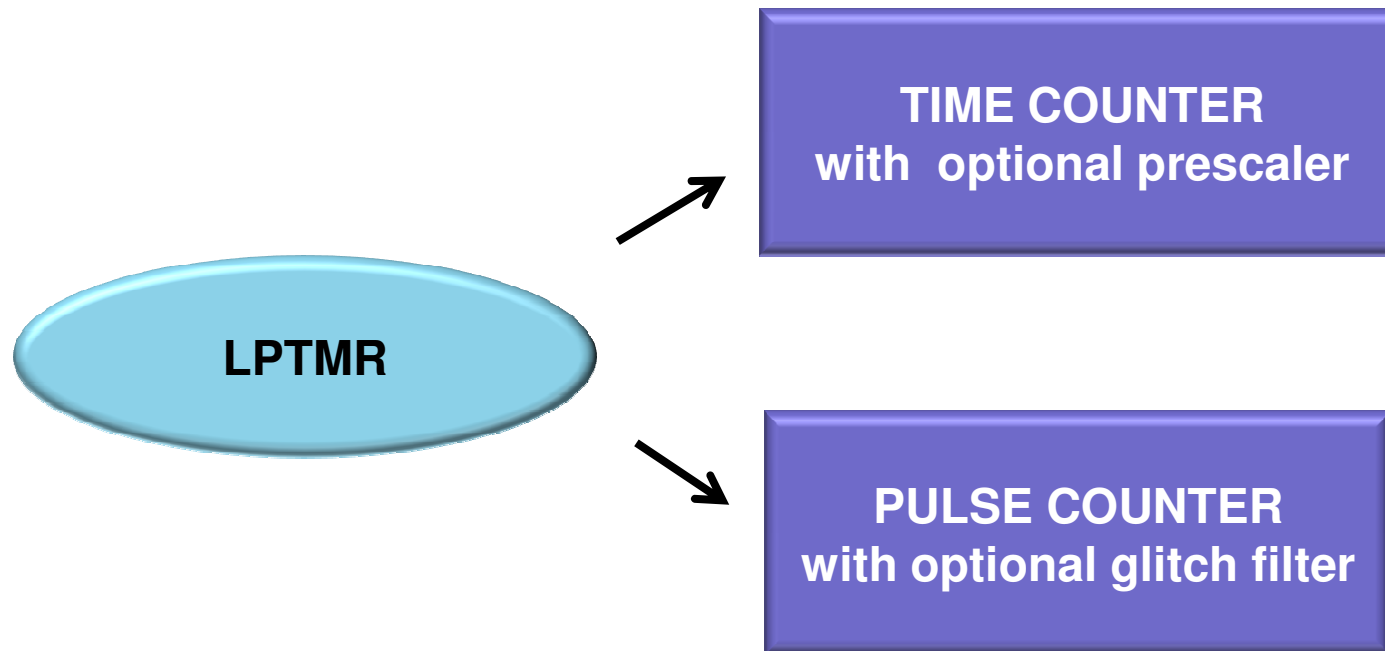 TIME COUNTER
with  optional prescaler
LPTMR
PULSE COUNTER
with optional glitch filter